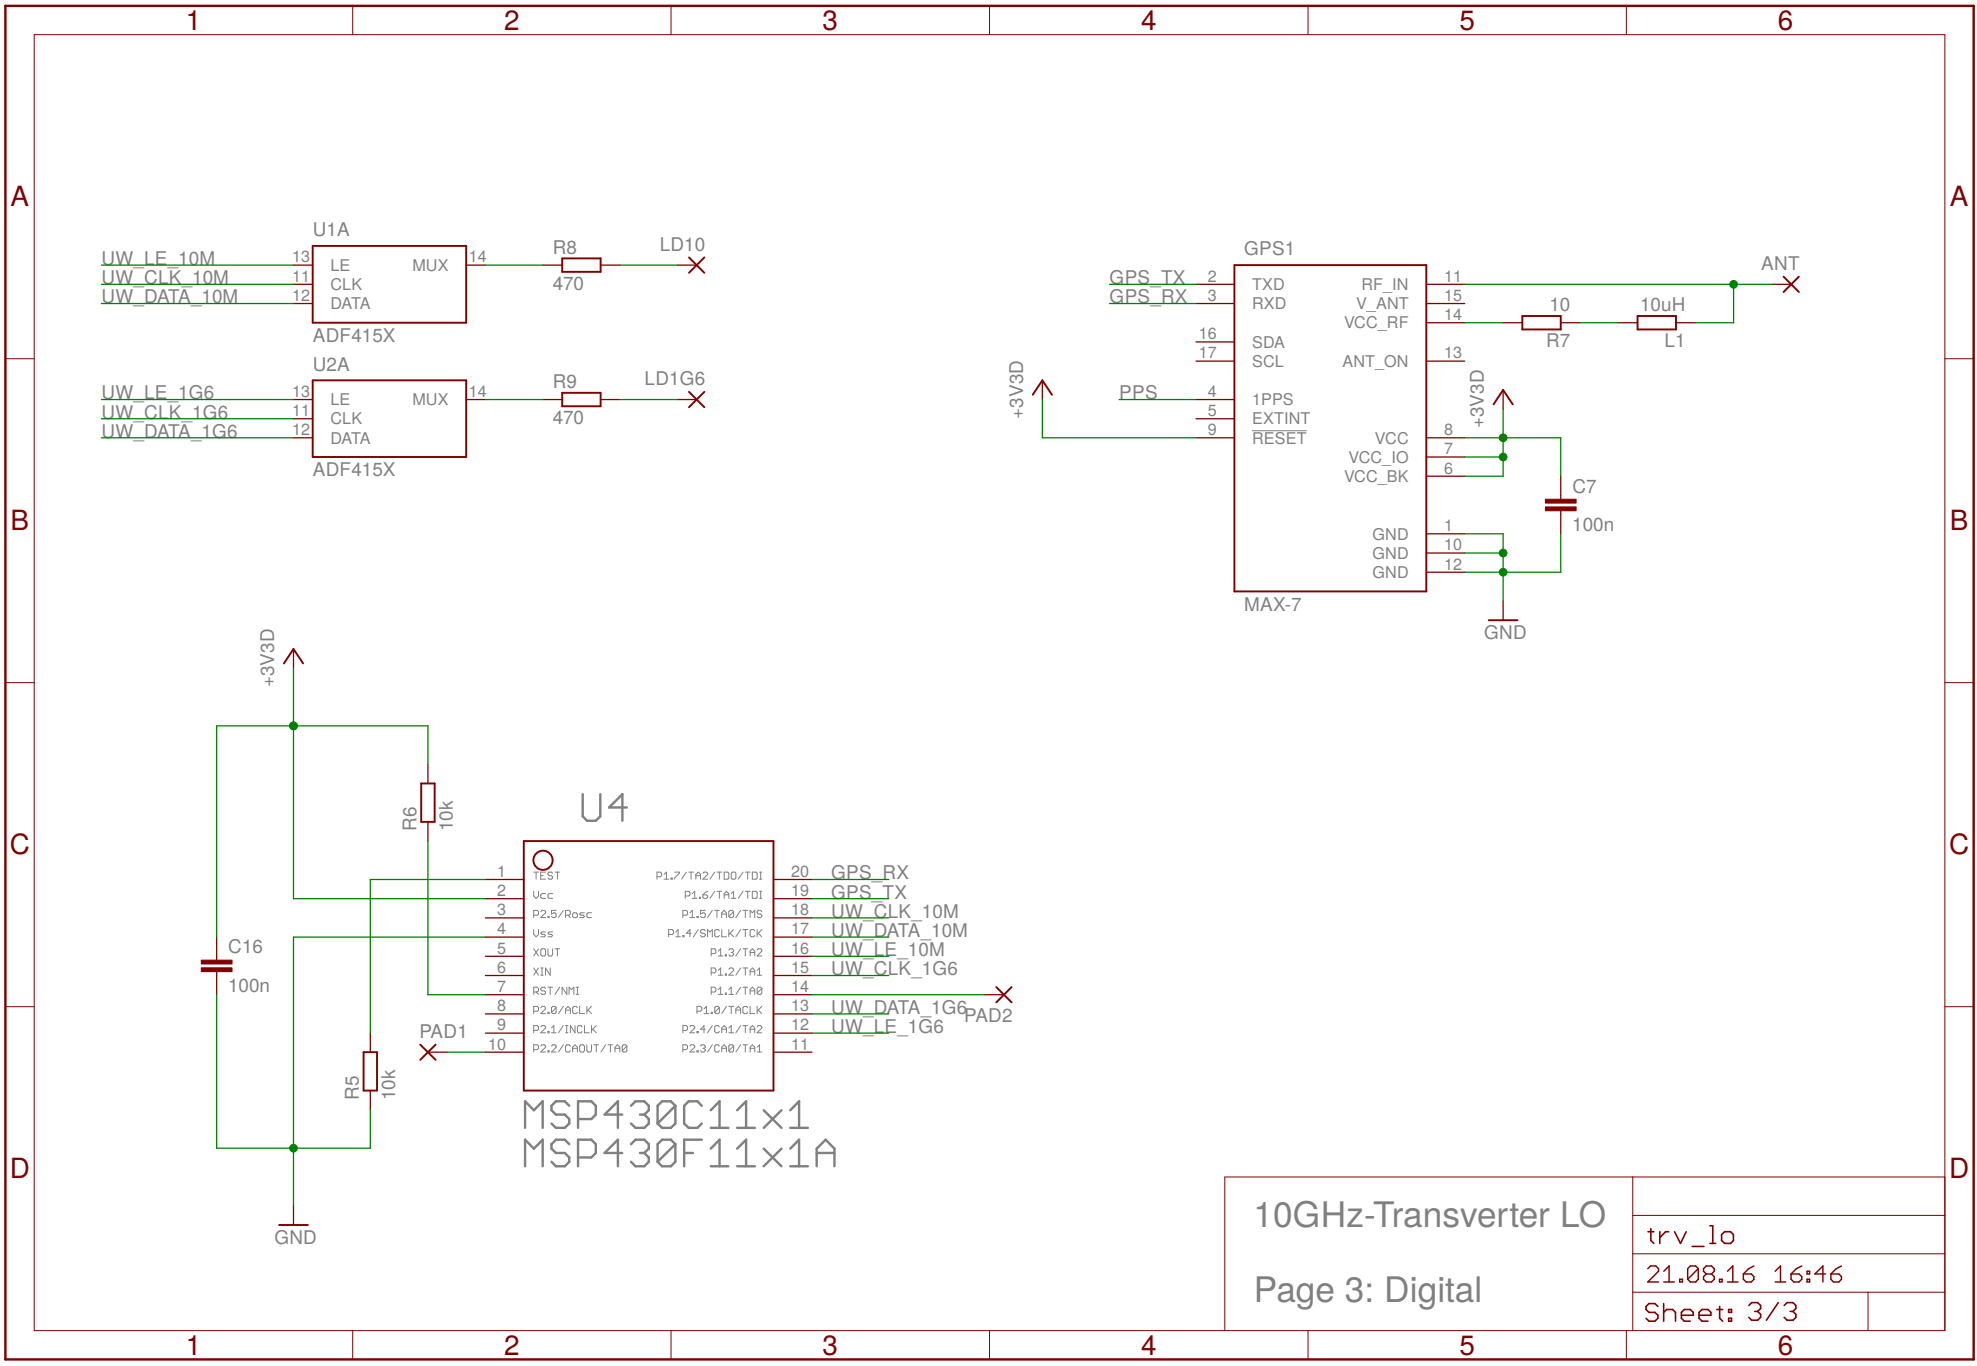 1 2 3 4 5 6
A A
B B
C C
D D
U1A
UW_LE_10M 13 LE MUX 14
UW_CLK_10M 11 CLK
UW_DATA_10M 12 DATA
ADF415X
R8
470
LD10
U2A
UW_LE_1G6 13 LE MUX 14
UW_CLK_1G6 11 CLK
UW_DATA_1G6 12 DATA
ADF415X
R9
470
LD1G6
GPS1
GPS_TX 2 TXD RF_IN 11
GPS_RX 3 RXD V_ANT 15
VCC_RF 14
16 SDA
17 SCL ANT_ON 13
PPS 4 1PPS
5 EXTINT
9 RESET VCC 8
VCC_IO 7
VCC_BK 6
GND 1
GND 10
GND 12
MAX-7
+3V3D
+3V3D
ANT
10
R7
10uH
L1
C7
100n
GND
+3V3D
R6
10k
C16
100n
R5
10k
GND
PAD1
U4
1 TEST P1.7/TA2/TDO/TDI 20 GPS_RX
2 Vcc P1.6/TA1/TDI 19 GPS_TX
3 P2.5/Rosc P1.5/TA0/TMS 18 UW_CLK_10M
4 Vss P1.4/SMCLK/TCK 17 UW_DATA_10M
5 XOUT P1.3/TA2 16 UW_LE_10M
6 XIN P1.2/TA1 15 UW_CLK_1G6
7 RST/NMI P1.1/TA0 14
8 P2.0/ACLK P1.0/TACLK 13 UW_DATA_1G6
9 P2.1/INCLK P2.4/CA1/TA2 12 UW_LE_1G6
10 P2.2/CAOUT/TA0 P2.3/CA0/TA1 11
PAD2
MSP430C11x1
MSP430F11x1A
10GHz-Transverter LO
Page 3: Digital
trv_lo
21.08.16 16:46
Sheet: 3/3
1 2 3 4 5 6